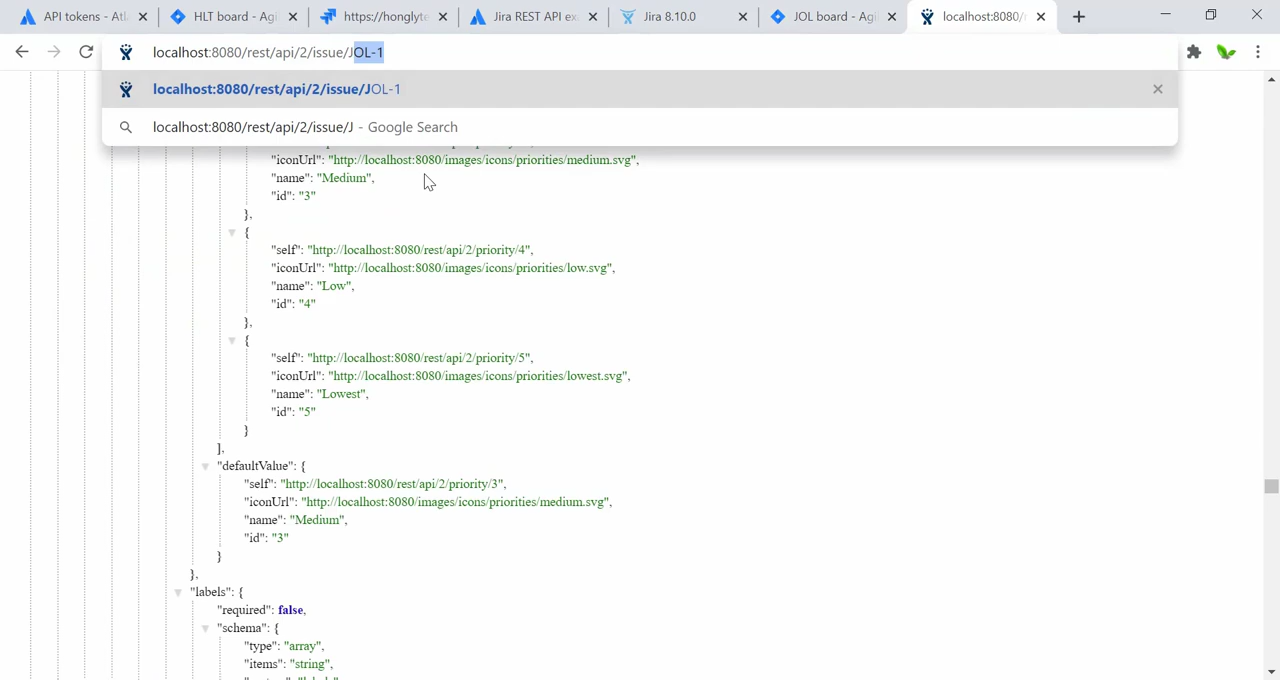 API tokens - Atl
HLT board - Agi
https://honglyte
Jira REST API ex
Jira 8.10.0
JOL board - Agil
localhost:8080/r
localhost:8080/rest/api/2/issue/JOL-1
localhost:8080/rest/api/2/issue/JOL-1
localhost:8080/rest/api/2/issue/J - Google Search
"iconUrl": "http://localhost:8080/images/icons/priorities/medium.svg",
"name": "Medium",
"id": "3"
},
{
"self": "http://localhost:8080/rest/api/2/priority/4",
"iconUrl": "http://localhost:8080/images/icons/priorities/low.svg",
"name": "Low",
"id": "4"
},
{
"self": "http://localhost:8080/rest/api/2/priority/5",
"iconUrl": "http://localhost:8080/images/icons/priorities/lowest.svg",
"name": "Lowest",
"id": "5"
}
],
"defaultValue": {
"self": "http://localhost:8080/rest/api/2/priority/3",
"iconUrl": "http://localhost:8080/images/icons/priorities/medium.svg",
"name": "Medium",
"id": "3"
}
},
"labels": {
"required": false,
"schema": {
"type": "array",
"items": "string",